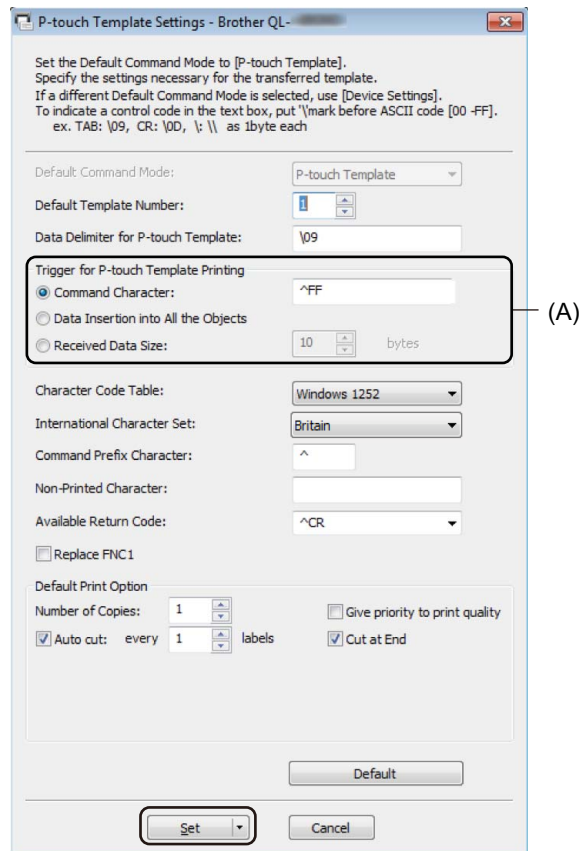 P-touch Template Settings - Brother QL-
Set the Default Command Mode to [P-touch
Template].
Specify the settings necessary for the transferred template.
If a different Default Command Mode is selected, use [Device Settings].
To indicate a control code in the text box, put '\'mark before ASCII code [00 -FF].
ex. TAB: \09, CR: \0D, \: \\ as 1byte
each
Default Command Mode: P-touch Template
Default Template Number: 1
Data Delimiter for P-touch Template: \09
Trigger for P-touch Template Printing
Command Character: ^FF
(A)
Data Insertion into All the Objects
Received Data Size: 10 bytes
Character Code Table: Windows 1252
International Character Set: Britain
Command Prefix Character: ^
Non-Printed Character:
Available Return Code: ^CR
Replace FNC1
Default Print Option
Number of Copies: 1 Give priority to print quality
Auto cut: every 1 labels Cut at End
Default
Set Cancel